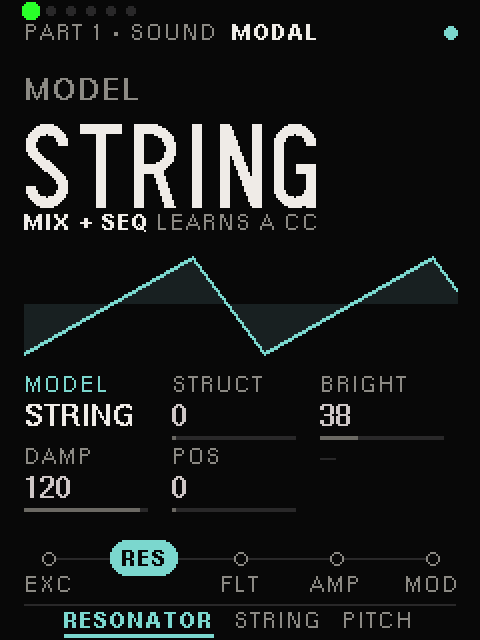 PART 1 · SOUND MODAL
MODEL
STRING
MIX + SEQ LEARNS A CC
MODEL STRUCT BRIGHT
STRING 0 38
DAMP POS —
120 0
RES
EXC FLT AMP MOD
RESONATOR STRING PITCH